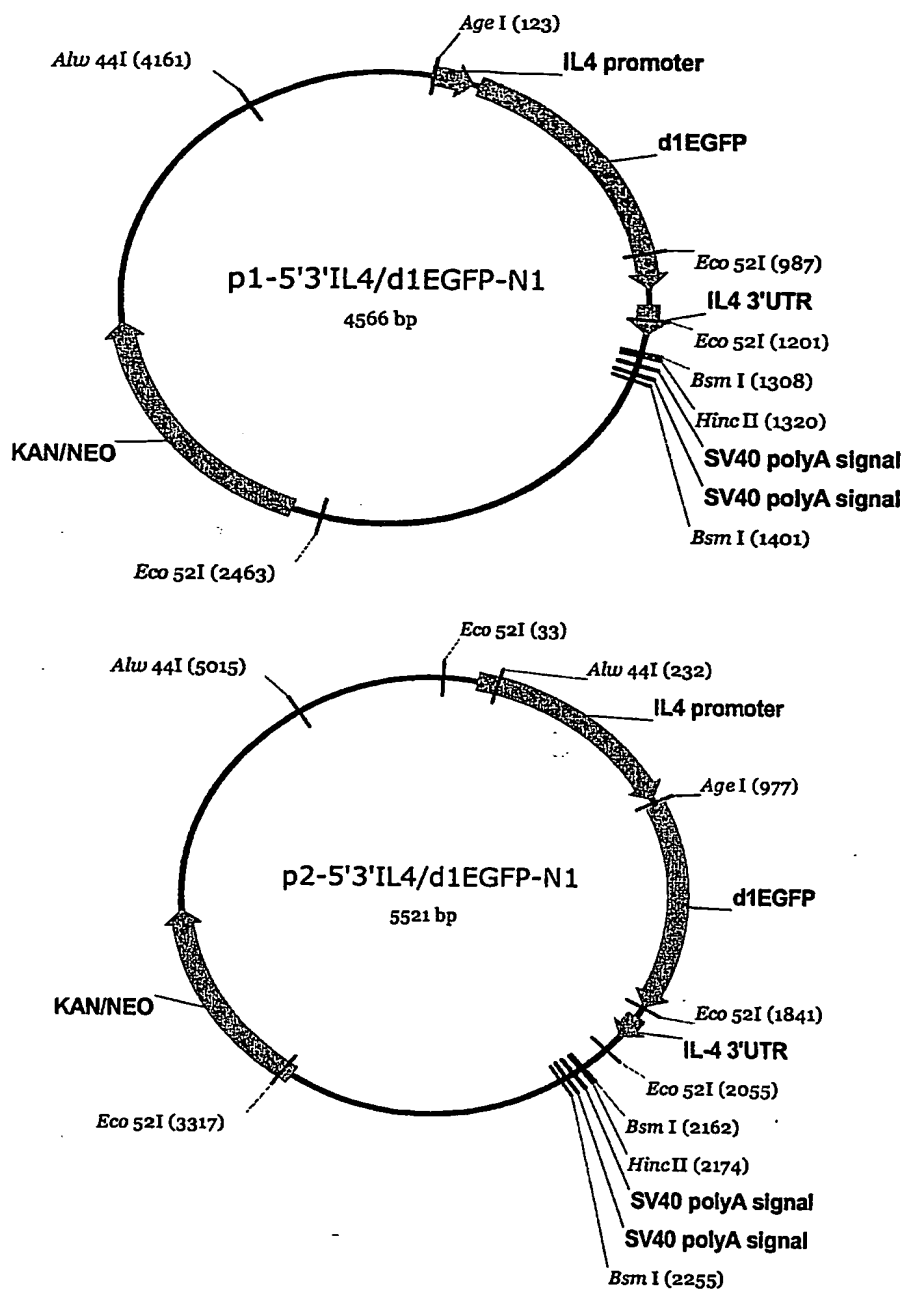 Age I (123)
Alw 44I (4161)
IL4 promoter
d1EGFP
Eco 52I (987)
p1-5'3'IL4/d1EGFP-N1
4566 bp
IL4 3'UTR
Eco 52I (1201)
Bsm I (1308)
Hinc II (1320)
KAN/NEO
SV40 polyA signal
SV40 polyA signal
Bsm I (1401)
Eco 52I (2463)
Eco 52I (33)
Alw 44I (5015)
Alw 44I (232)
IL4 promoter
Age I (977)
p2-5'3'IL4/d1EGFP-N1
5521 bp
d1EGFP
KAN/NEO
Eco 52I (1841)
IL-4 3'UTR
Eco 52I (2055)
Eco 52I (3317)
Bsm I (2162)
Hinc II (2174)
SV40 polyA signal
SV40 polyA signal
Bsm I (2255)